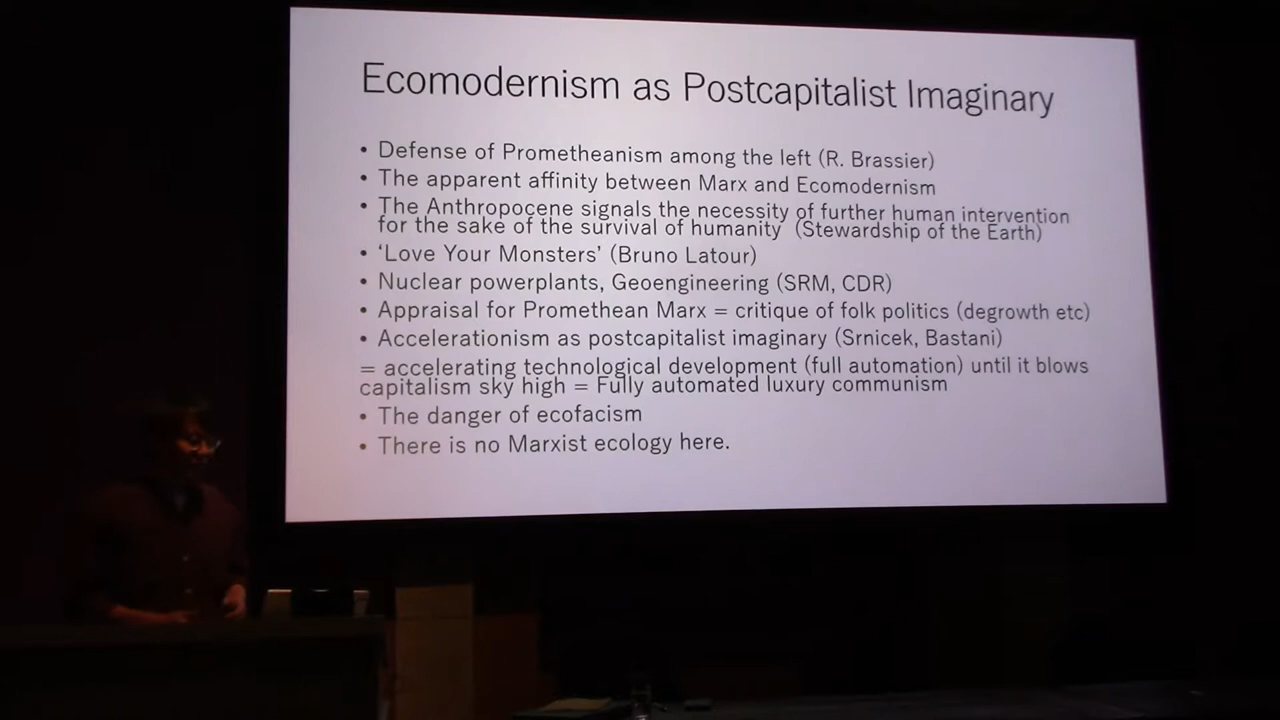 Ecomodernism as Postcapitalist Imaginary
• Defense of Prometheanism among the left (R. Brassier)
• The apparent affinity between Marx and Ecomodernism
• The Anthropocene signals the necessity of further human intervention
for the sake of the survival of humanity (Stewardship of the Earth)
• ‘Love Your Monsters’ (Bruno Latour)
• Nuclear powerplants, Geoengineering (SRM, CDR)
• Appraisal for Promethean Marx = critique of folk politics (degrowth etc)
• Accelerationism as postcapitalist imaginary (Srnicek, Bastani)
= accelerating technological development (full automation) until it blows
capitalism sky high = Fully automated luxury communism
• The danger of ecofacism
• There is no Marxist ecology here.